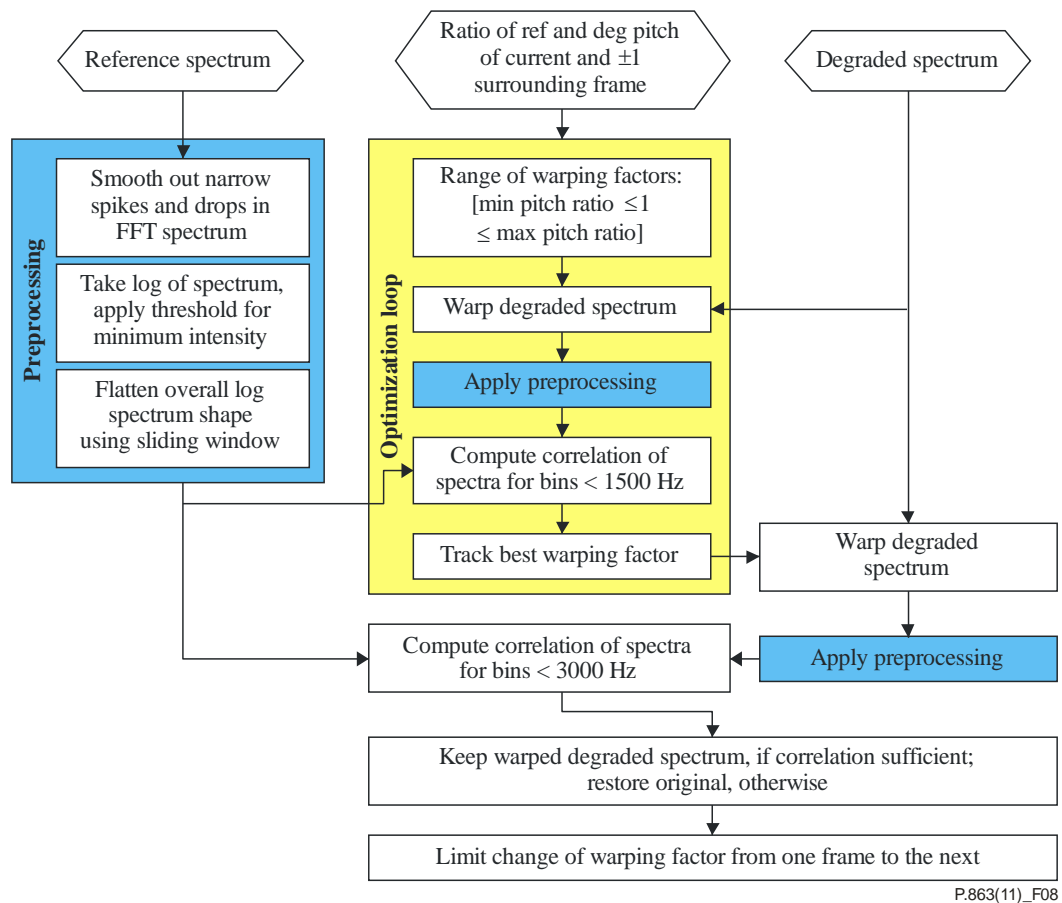 Reference spectrum
Ratio of ref and deg pitch
of current and ±1
surrounding frame
Degraded spectrum
Preprocessing
Smooth out narrow
spikes and drops in
FFT spectrum
Take log of spectrum,
apply threshold for
minimum intensity
Flatten overall log
spectrum shape
using sliding window
Optimization loop
Range of warping factors:
[min pitch ratio ≤1
≤ max pitch ratio]
Warp degraded spectrum
Apply preprocessing
Compute correlation of
spectra for bins < 1500 Hz
Track best warping factor
Warp degraded
spectrum
Apply preprocessing
Compute correlation of spectra
for bins < 3000 Hz
Keep warped degraded spectrum, if correlation sufficient;
restore original, otherwise
Limit change of warping factor from one frame to the next
P.863(11)_F08